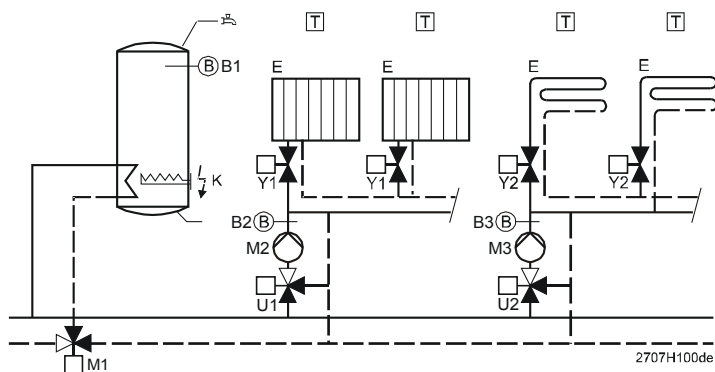 T T T T
B B1
E E E E
K
Y1 Y1 Y2 Y2
B2 B B3 B
M2 M3
U1 U2
M1
2707H100de